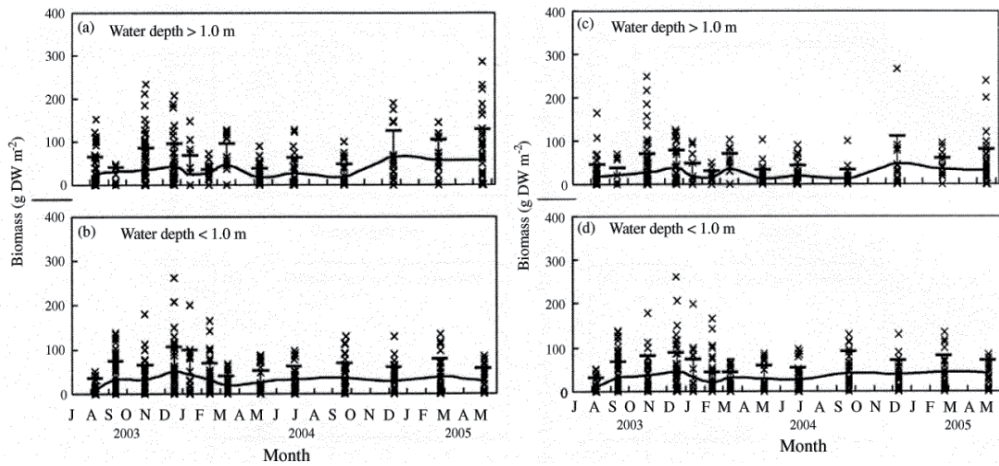 (a) Water depth > 1.0 m
400
300
200
100
0
(b) Water depth < 1.0 m
400
300
200
100
0
Biomass (g DW m⁻²)
J A S O N D J F M A M J J A S O N D J F M A M
2003 2004 2005
Month
(c) Water depth > 1.0 m
400
300
200
100
0
(d) Water depth < 1.0 m
400
300
200
100
0
Biomass (g DW m⁻²)
J A S O N D J F M A M J J A S O N D J F M A M
2003 2004 2005
Month